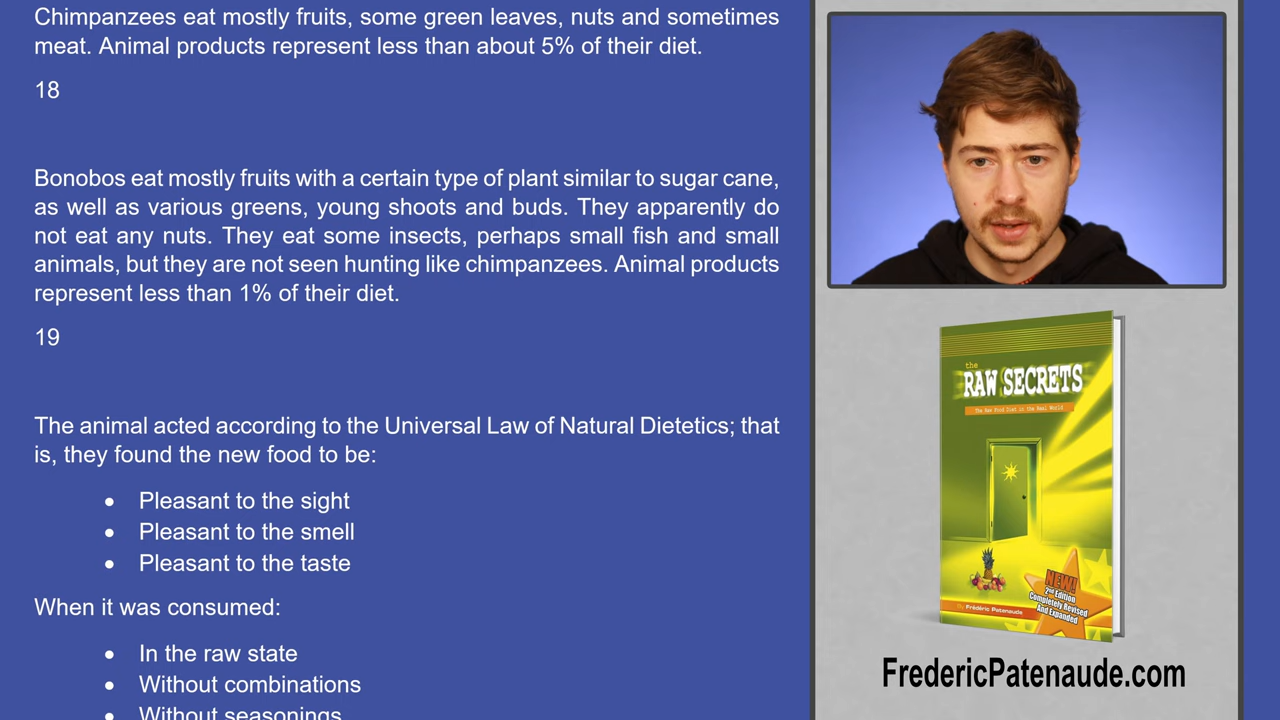 Chimpanzees eat mostly fruits, some green leaves, nuts and sometimes
meat. Animal products represent less than about 5% of their diet.
18
Bonobos eat mostly fruits with a certain type of plant similar to sugar cane,
as well as various greens, young shoots and buds. They apparently do
not eat any nuts. They eat some insects, perhaps small fish and small
animals, but they are not seen hunting like chimpanzees. Animal products
represent less than 1% of their diet.
19
The animal acted according to the Universal Law of Natural Dietetics; that
is, they found the new food to be:
• Pleasant to the sight
• Pleasant to the smell
• Pleasant to the taste
When it was consumed:
• In the raw state
• Without combinations
• Without seasonings
the
RAW SECRETS
The Raw Food Diet in the Real World
NEW!
2nd Edition
Completely Revised
And Expanded
By Frédéric Patenaude
FredericPatenaude.com